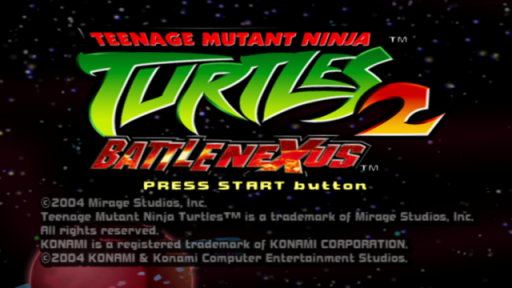 TEENAGE MUTANT NINJA TM
TURTLES 2
BATTLE NEXUS TM
PRESS START button
©2004 Mirage Studios, Inc.
Teenage Mutant Ninja Turtles™ is a trademark of Mirage Studios, Inc.
All rights reserved.
KONAMI is a registered trademark of KONAMI CORPORATION.
©2004 KONAMI & Konami Computer Entertainment Studios.